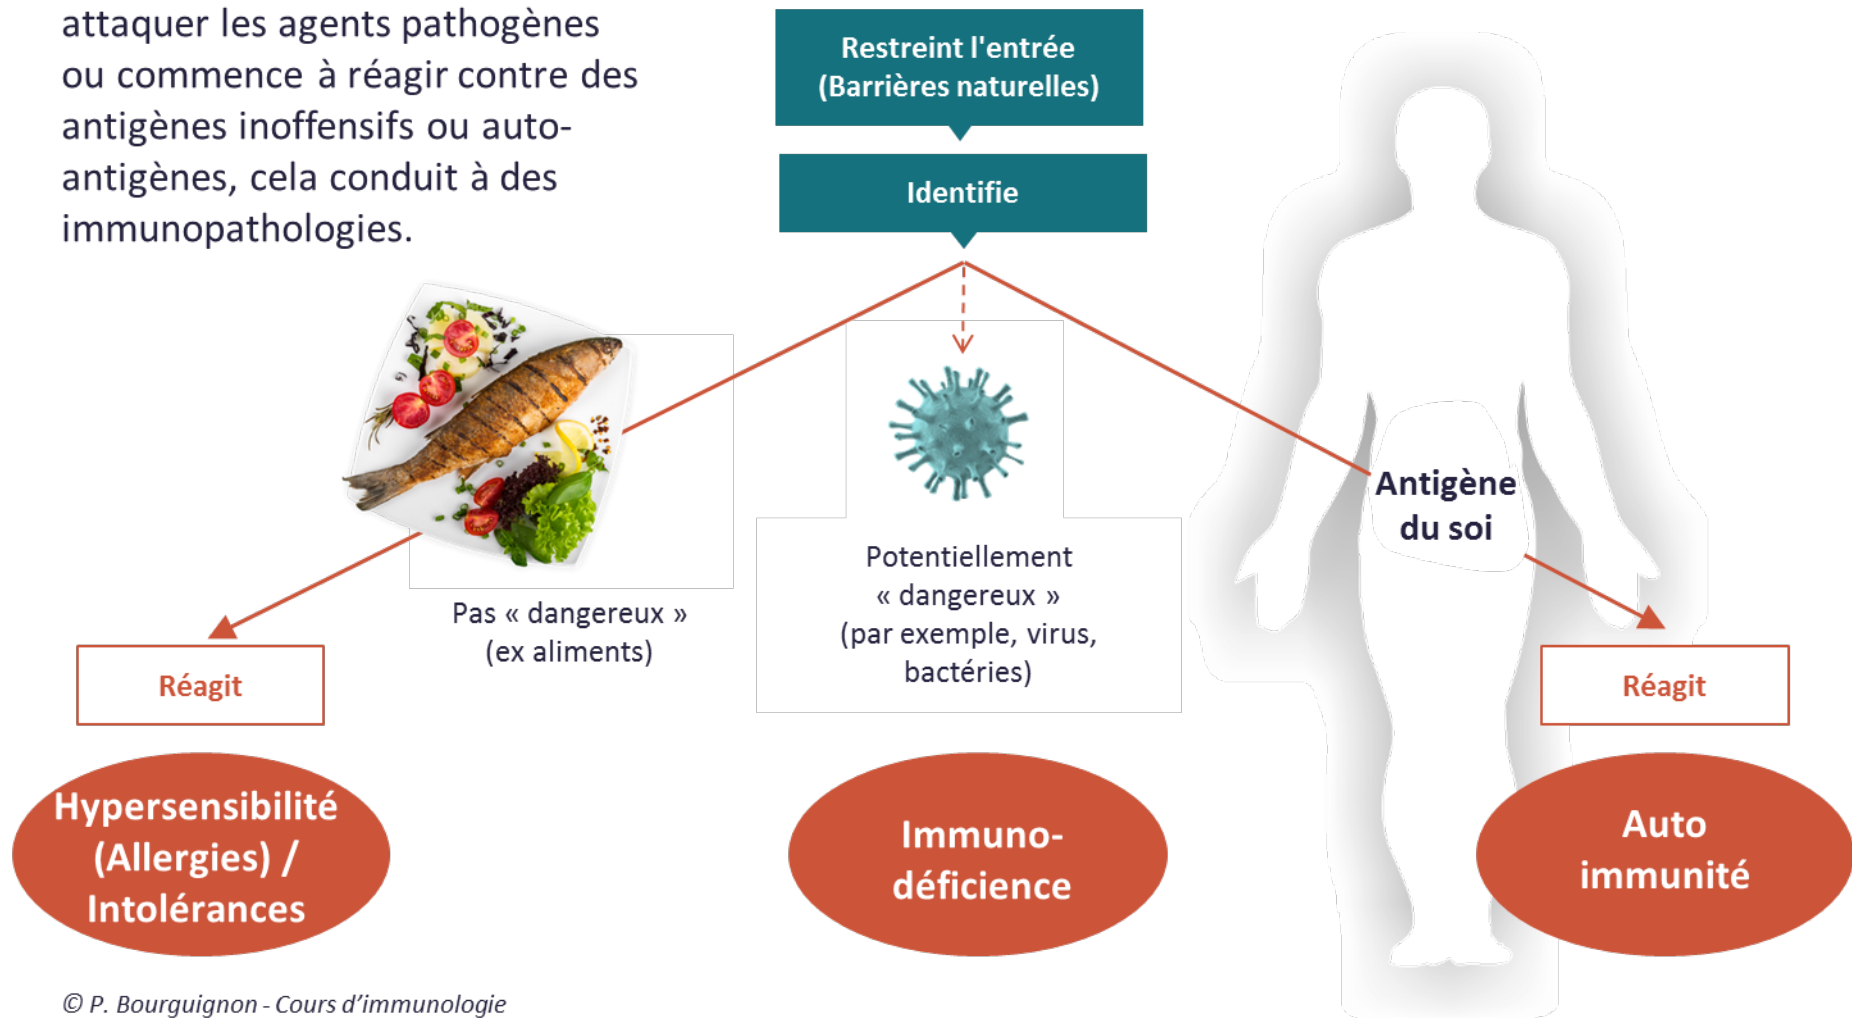 attaquer les agents pathogènes
ou commence à réagir contre des
antigènes inoffensifs ou auto-
antigènes, cela conduit à des
immunopathologies.
Restreint l'entrée
(Barrières naturelles)
Identifie
Pas « dangereux »
(ex aliments)
Potentiellement
« dangereux »
(par exemple, virus,
bactéries)
Antigène
du soi
Réagit
Réagit
Hypersensibilité
(Allergies) /
Intolérances
Immuno-
déficience
Auto
immunité
© P. Bourguignon - Cours d’immunologie